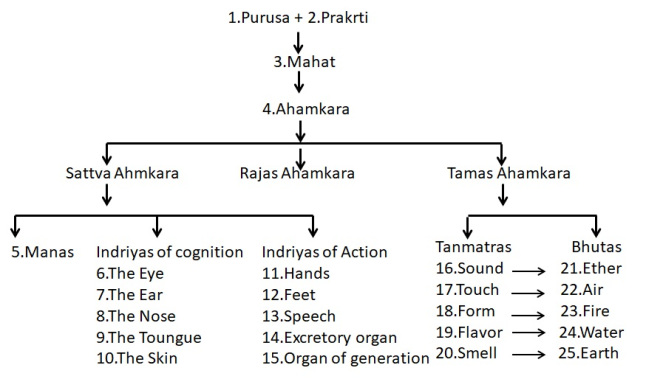 1.Purusa + 2.Prakrti
3.Mahat
4.Ahamkara
Sattva Ahmkara
Rajas Ahamkara
Tamas Ahamkara
5.Manas
Indriyas of cognition
6.The Eye
7.The Ear
8.The Nose
9.The Toungue
10.The Skin
Indriyas of Action
11.Hands
12.Feet
13.Speech
14.Excretory organ
15.Organ of generation
Tanmatras
16.Sound
17.Touch
18.Form
19.Flavor
20.Smell
Bhutas
21.Ether
22.Air
23.Fire
24.Water
25.Earth